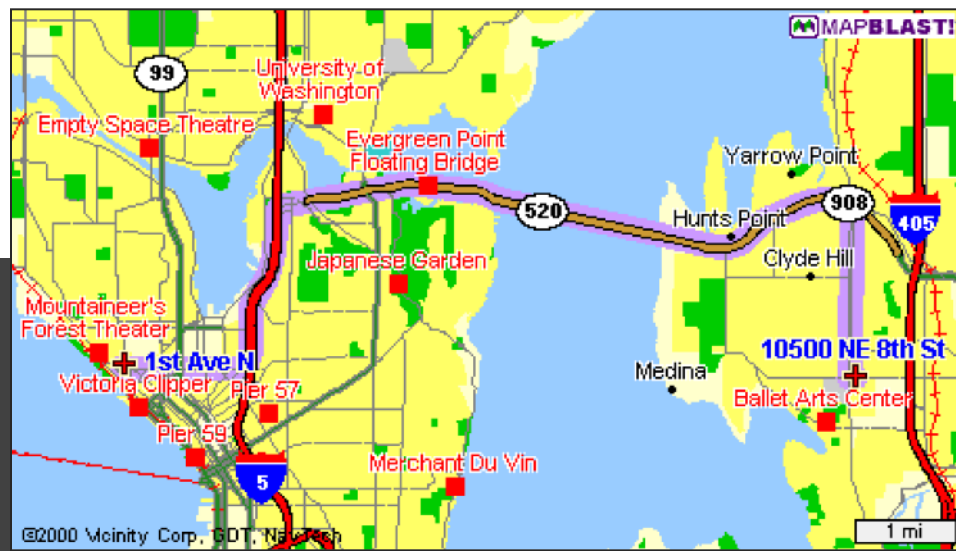 MAPBLAST!
99
University of
Washington
Empty Space Theatre
Evergreen Point
Floating Bridge
Yarrow Point
520
Hunts Point
908
405
Clyde Hill
Japanese Garden
Mountaineer's
Forest Theater
1st Ave N
10500 NE 8th St
Victoria Clipper
Pier 57
Medina
Ballet Arts Center
Pier 59
Merchant Du Vin
5
©2000 Vicinity Corp, GDT, NavTech
1 mi